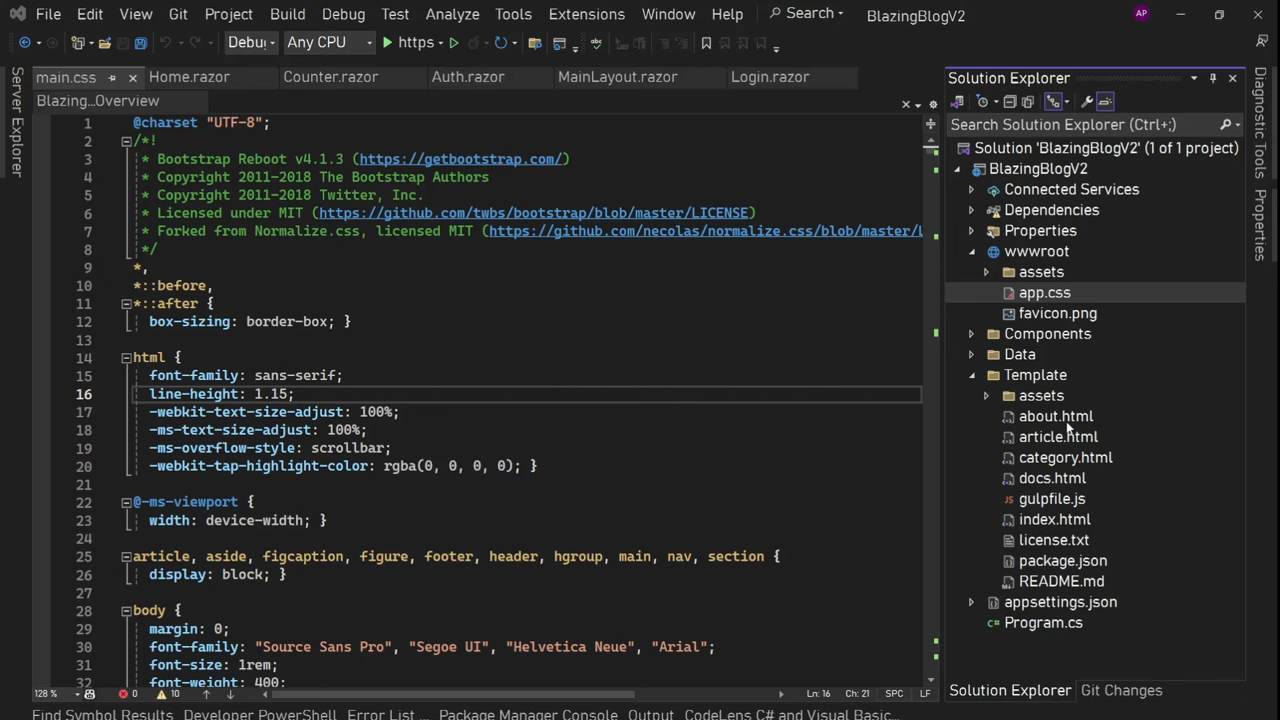 File Edit View Git Project Build Debug Test Analyze Tools Extensions Window Help Search BlazingBlogV2 AP
Debug Any CPU https
main.css Home.razor Counter.razor Auth.razor MainLayout.razor Login.razor
Blazing...Overview
Server Explorer
1 @charset "UTF-8";
2 /*!
3 * Bootstrap Reboot v4.1.3 (https://getbootstrap.com/)
4 * Copyright 2011-2018 The Bootstrap Authors
5 * Copyright 2011-2018 Twitter, Inc.
6 * Licensed under MIT (https://github.com/twbs/bootstrap/blob/master/LICENSE)
7 * Forked from Normalize.css, licensed MIT (https://github.com/necolas/normalize.css/blob/master/L
8 */
9 *,
10 *::before,
11 *::after {
12 box-sizing: border-box; }
13
14 html {
15 font-family: sans-serif;
16 line-height: 1.15;
17 -webkit-text-size-adjust: 100%;
18 -ms-text-size-adjust: 100%;
19 -ms-overflow-style: scrollbar;
20 -webkit-tap-highlight-color: rgba(0, 0, 0, 0); }
21
22 @-ms-viewport {
23 width: device-width; }
24
25 article, aside, figcaption, figure, footer, header, hgroup, main, nav, section {
26 display: block; }
27
28 body {
29 margin: 0;
30 font-family: "Source Sans Pro", "Segoe UI", "Helvetica Neue", "Arial";
31 font-size: 1rem;
32 font-weight: 400;
128 % 0 10 Ln: 16 Ch: 21 SPC LF
Solution Explorer
Search Solution Explorer (Ctrl+;)
Solution 'BlazingBlogV2' (1 of 1 project)
BlazingBlogV2
Connected Services
Dependencies
Properties
wwwroot
assets
app.css
favicon.png
Components
Data
Template
assets
about.html
article.html
category.html
docs.html
gulpfile.js
index.html
license.txt
package.json
README.md
appsettings.json
Program.cs
Solution Explorer Git Changes
Diagnostic Tools
Properties
Find Symbol Results Developer PowerShell Error List ... Package Manager Console Output CodeLens C# and Visual Basic...